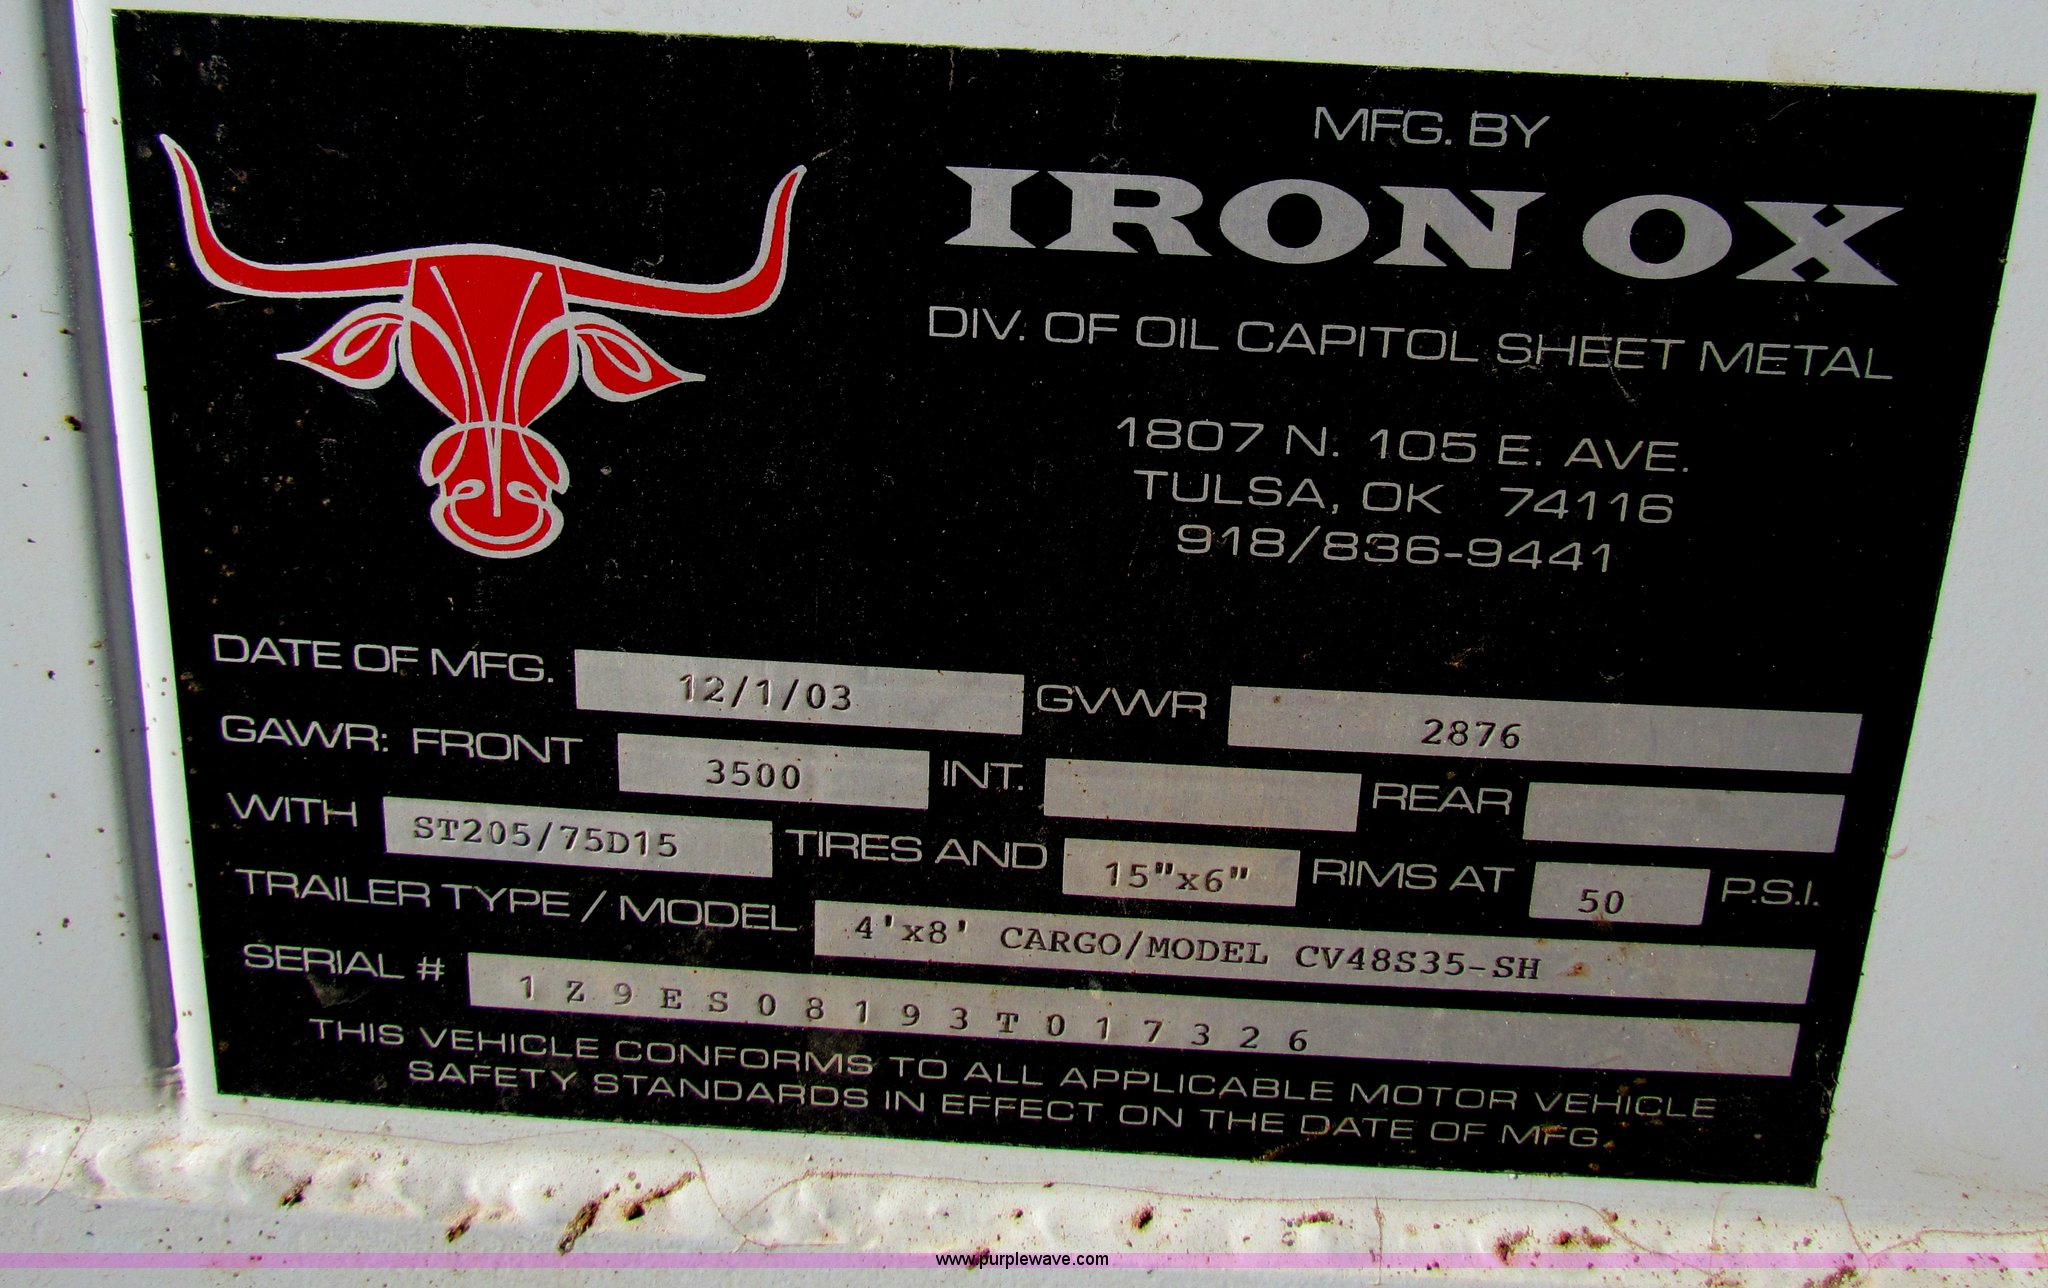 MFG. BY
IRON OX
DIV. OF OIL CAPITOL SHEET METAL
1807 N. 105 E. AVE.
TULSA, OK 74116
918/836-9441
DATE OF MFG. 12/1/03 GVWR 2876
GAWR: FRONT 3500 INT. REAR
WITH ST205/75D15 TIRES AND 15"x6" RIMS AT 50 P.S.I.
TRAILER TYPE / MODEL 4'x8' CARGO/MODEL CV48S35-SH
SERIAL # 1Z9ES08193T017326
THIS VEHICLE CONFORMS TO ALL APPLICABLE MOTOR VEHICLE
SAFETY STANDARDS IN EFFECT ON THE DATE OF MFG.
www.purplewave.com